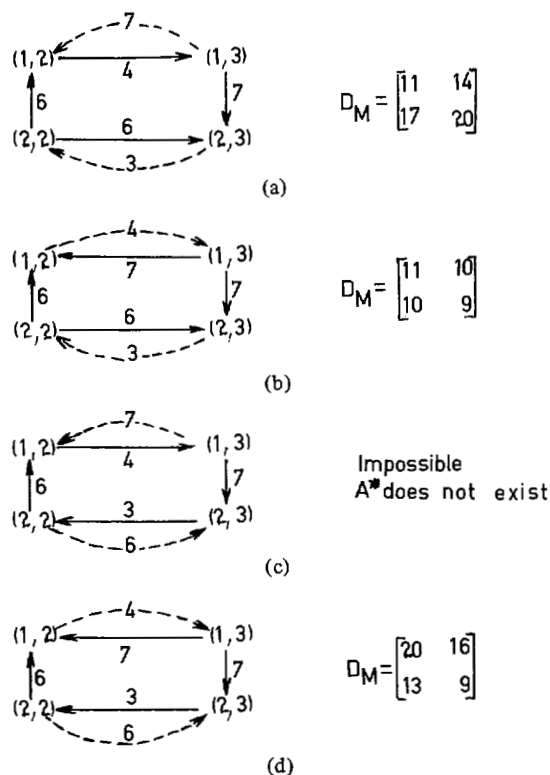 7
(1,2) 4 (1,3)
6 7
6
(2,2) 3 (2,3)
D_M = [11 14
17 20]
(a)
4
(1,2) 7 (1,3)
6 7
6
(2,2) 3 (2,3)
D_M = [11 10
10 9]
(b)
7
(1,2) 4 (1,3)
6 7
3
(2,2) 6 (2,3)
Impossible
A* does not exist
(c)
4
(1,2) 7 (1,3)
6 7
3
(2,2) 6 (2,3)
D_M = [20 16
13 9]
(d)